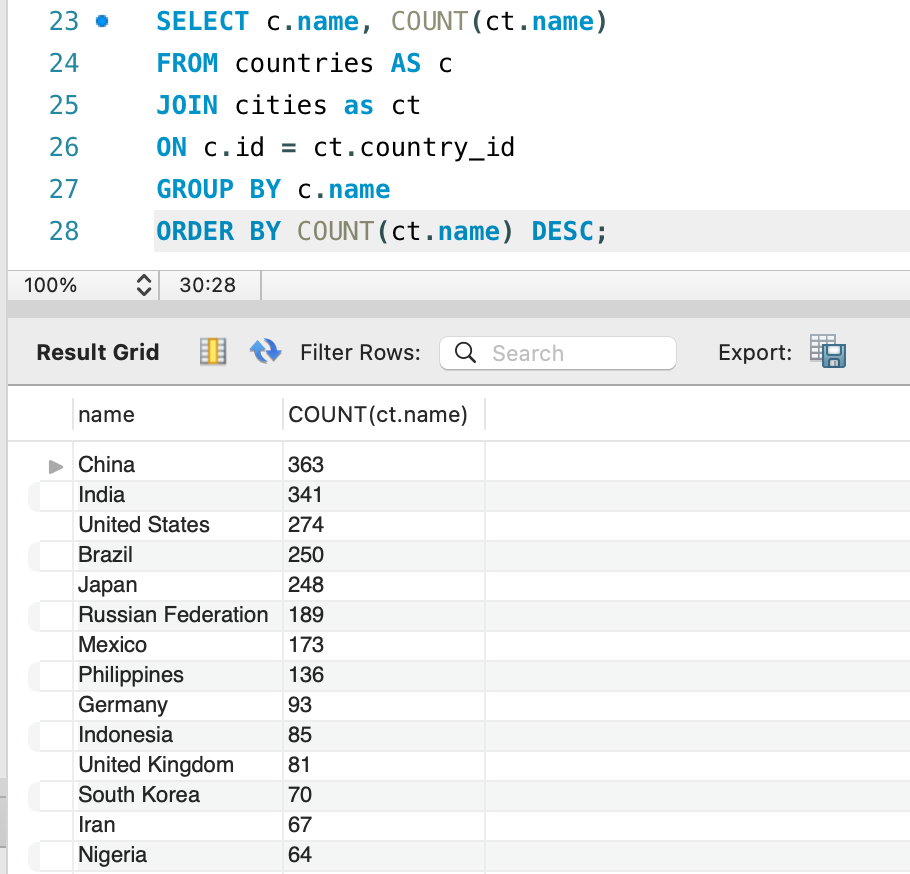 23 SELECT c.name, COUNT(ct.name)
24 FROM countries AS c
25 JOIN cities as ct
26 ON c.id = ct.country_id
27 GROUP BY c.name
28 ORDER BY COUNT(ct.name) DESC;
100% 30:28
Result Grid Filter Rows: Search Export:
name COUNT(ct.name)
China 363
India 341
United States 274
Brazil 250
Japan 248
Russian Federation 189
Mexico 173
Philippines 136
Germany 93
Indonesia 85
United Kingdom 81
South Korea 70
Iran 67
Nigeria 64